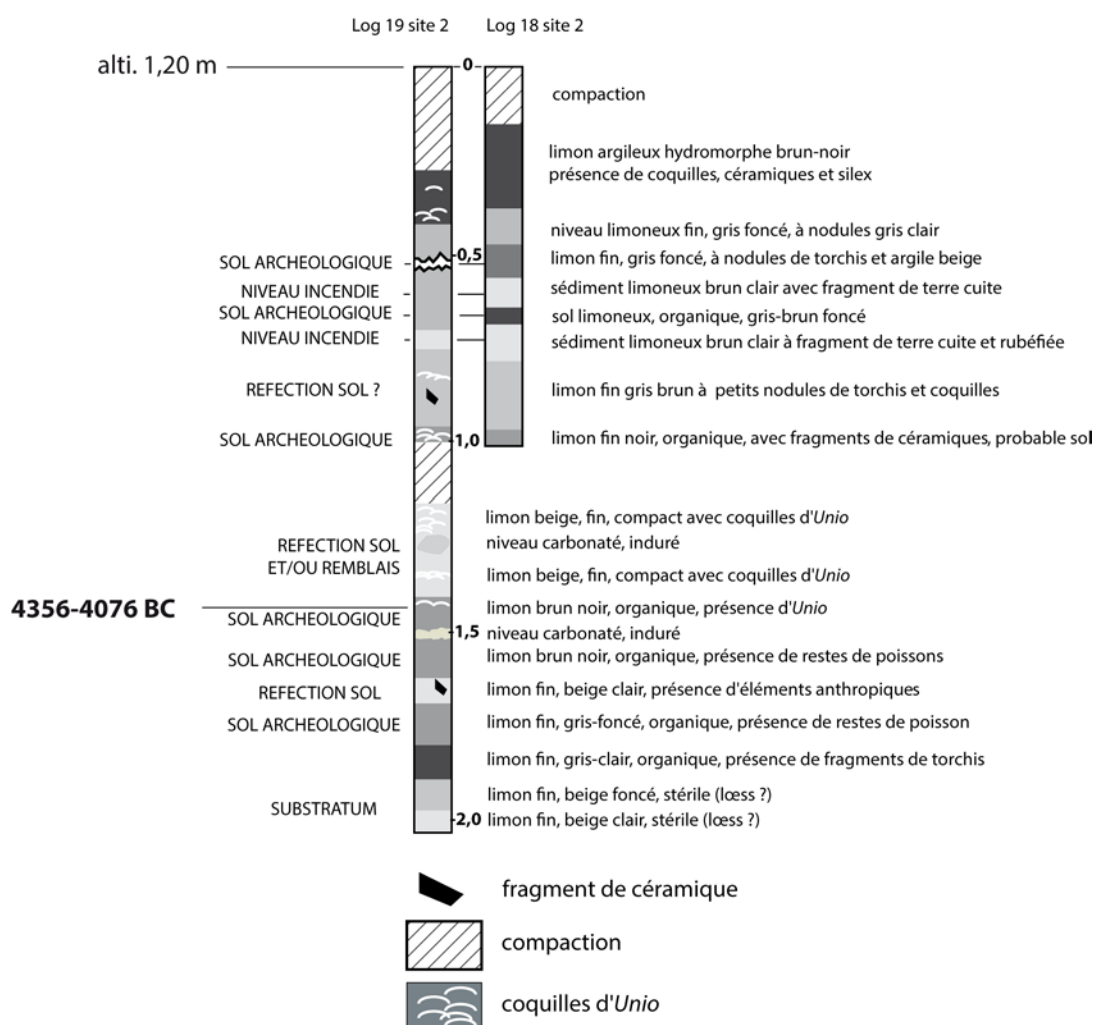 Log 19 site 2 Log 18 site 2
alti. 1,20 m
0
compaction
limon argileux hydromorphe brun-noir
présence de coquilles, céramiques et silex
niveau limoneux fin, gris foncé, à nodules gris clair
-0,5
SOL ARCHEOLOGIQUE
limon fin, gris foncé, à nodules de torchis et argile beige
NIVEAU INCENDIE
sédiment limoneux brun clair avec fragment de terre cuite
SOL ARCHEOLOGIQUE
sol limoneux, organique, gris-brun foncé
NIVEAU INCENDIE
sédiment limoneux brun clair à fragment de terre cuite et rubéfiée
REFECTION SOL ?
limon fin gris brun à petits nodules de torchis et coquilles
SOL ARCHEOLOGIQUE
-1,0
limon fin noir, organique, avec fragments de céramiques, probable sol
limon beige, fin, compact avec coquilles d'Unio
REFECTION SOL
ET/OU REMBLAIS
niveau carbonaté, induré
limon beige, fin, compact avec coquilles d'Unio
4356-4076 BC
limon brun noir, organique, présence d'Unio
SOL ARCHEOLOGIQUE
-1,5
niveau carbonaté, induré
SOL ARCHEOLOGIQUE
limon brun noir, organique, présence de restes de poissons
REFECTION SOL
limon fin, beige clair, présence d'éléments anthropiques
SOL ARCHEOLOGIQUE
limon fin, gris-foncé, organique, présence de restes de poisson
limon fin, gris-clair, organique, présence de fragments de torchis
SUBSTRATUM
limon fin, beige foncé, stérile (lœss ?)
-2,0
limon fin, beige clair, stérile (lœss ?)
fragment de céramique
compaction
coquilles d'Unio